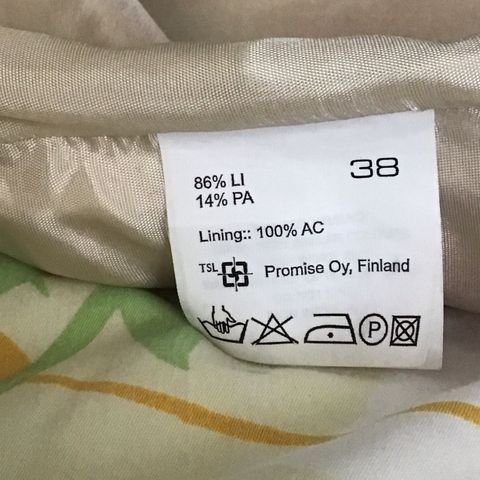 86% LI
38
14% PA
Lining:: 100% AC
TSL Promise Oy, Finland
P